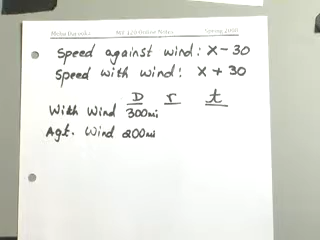 Speed against wind: x - 30
Speed with wind: x + 30
D r t
With Wind 300mi
Agt. Wind 200mi